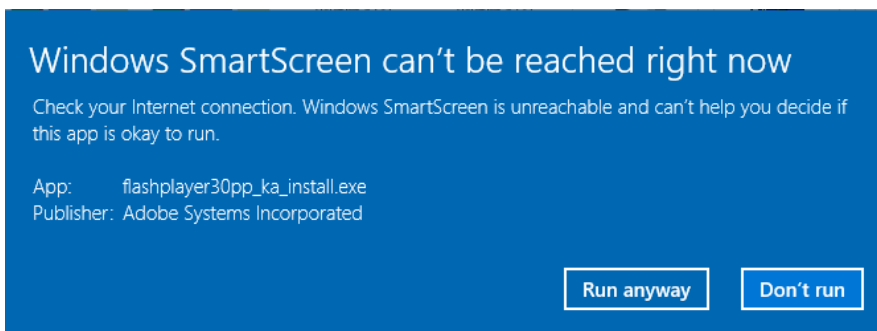 Windows SmartScreen can't be reached right now
Check your Internet connection. Windows SmartScreen is unreachable and can't help you decide if
this app is okay to run.
App: flashplayer30pp_ka_install.exe
Publisher: Adobe Systems Incorporated
Run anyway Don't run